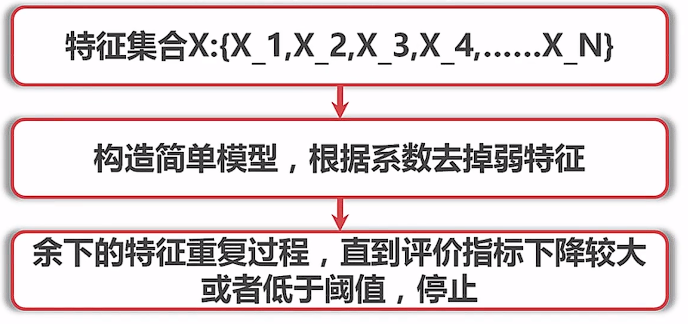 特征集合X:{X_1,X_2,X_3,X_4,……X_N}
构造简单模型，根据系数去掉弱特征
余下的特征重复过程，直到评价指标下降较大
或者低于阈值，停止